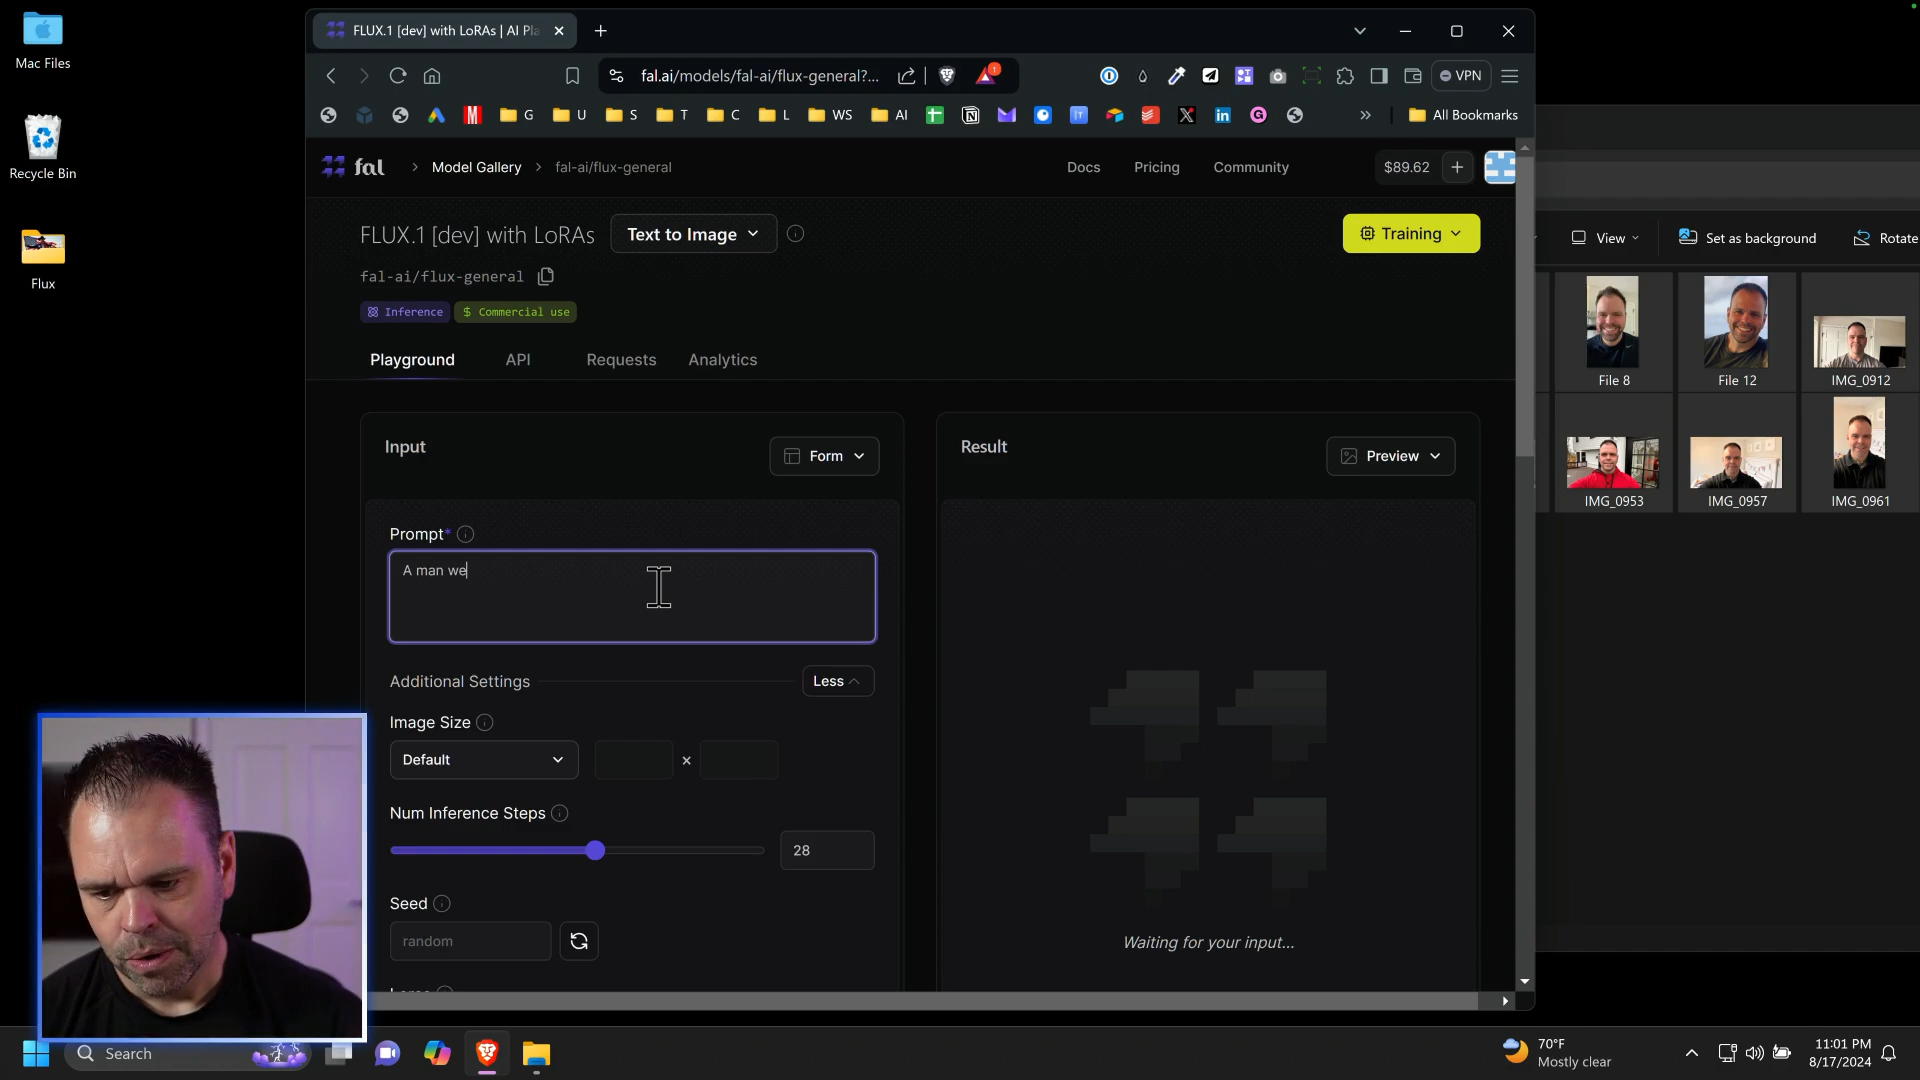 Mac Files
Recycle Bin
Flux
FLUX.1 [dev] with LoRAs | AI Pla
fal.ai/models/fal-ai/flux-general?...
1
VPN
G
U
S
T
C
L
WS
AI
All Bookmarks
fal
Model Gallery
fal-ai/flux-general
Docs
Pricing
Community
$89.62
FLUX.1 [dev] with LoRAs
Text to Image
Training
fal-ai/flux-general
Inference
$ Commercial use
Playground
API
Requests
Analytics
Input
Form
Result
Preview
Prompt*
A man we
Additional Settings
Less
Image Size
Default
×
Num Inference Steps
28
Seed
random
Waiting for your input...
View
Set as background
Rotate
File 8
File 12
IMG_0912
IMG_0953
IMG_0957
IMG_0961
Search
70°F
Mostly clear
11:01 PM
8/17/2024